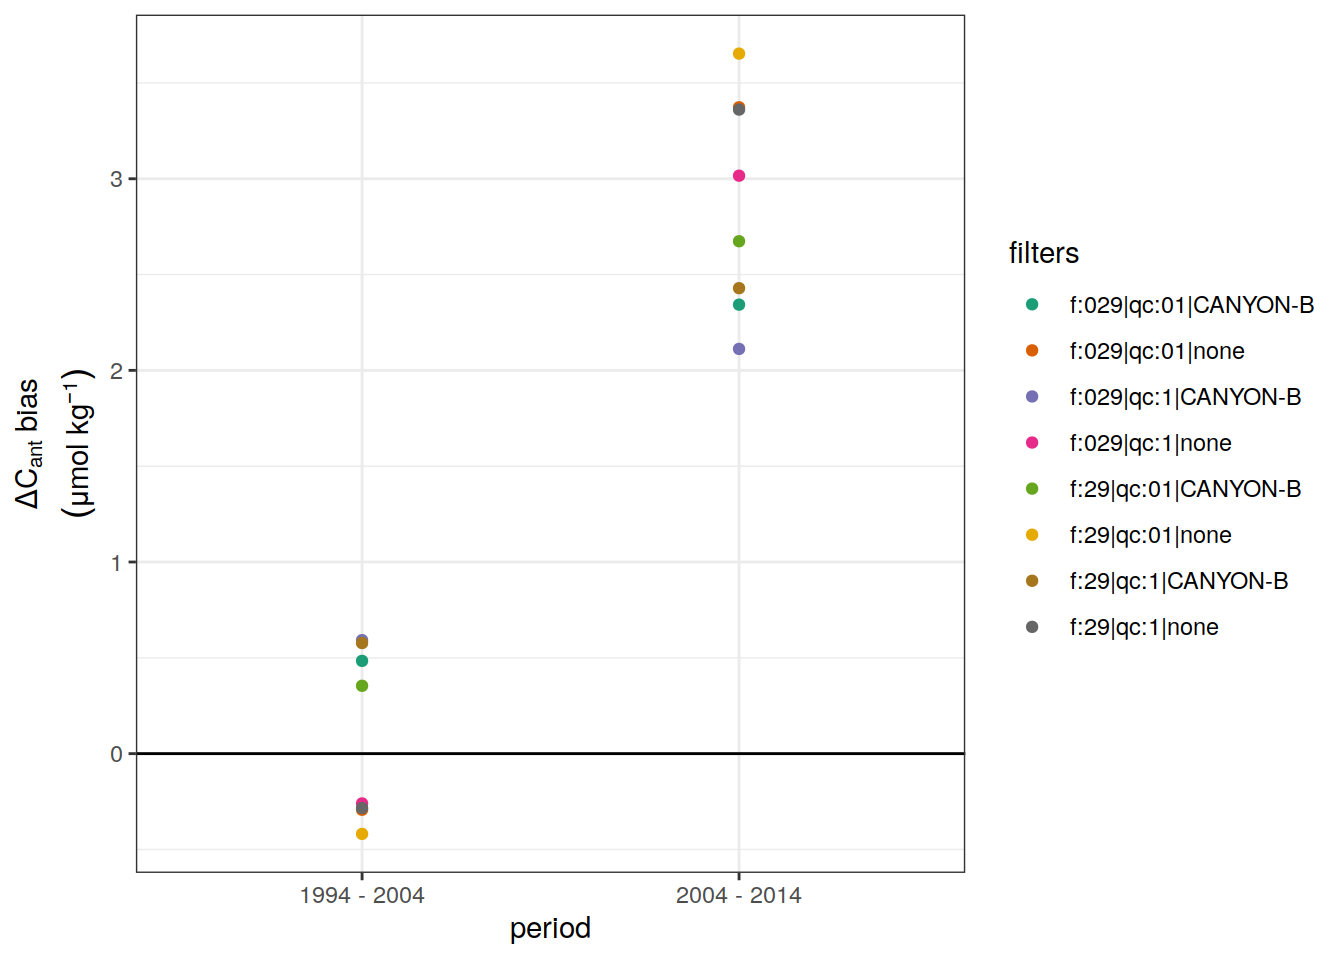 3
2
1
0
ΔCant bias
(µmol kg⁻¹)
1994 - 2004
2004 - 2014
period
filters
f:029|qc:01|CANYON-B
f:029|qc:01|none
f:029|qc:1|CANYON-B
f:029|qc:1|none
f:29|qc:01|CANYON-B
f:29|qc:01|none
f:29|qc:1|CANYON-B
f:29|qc:1|none